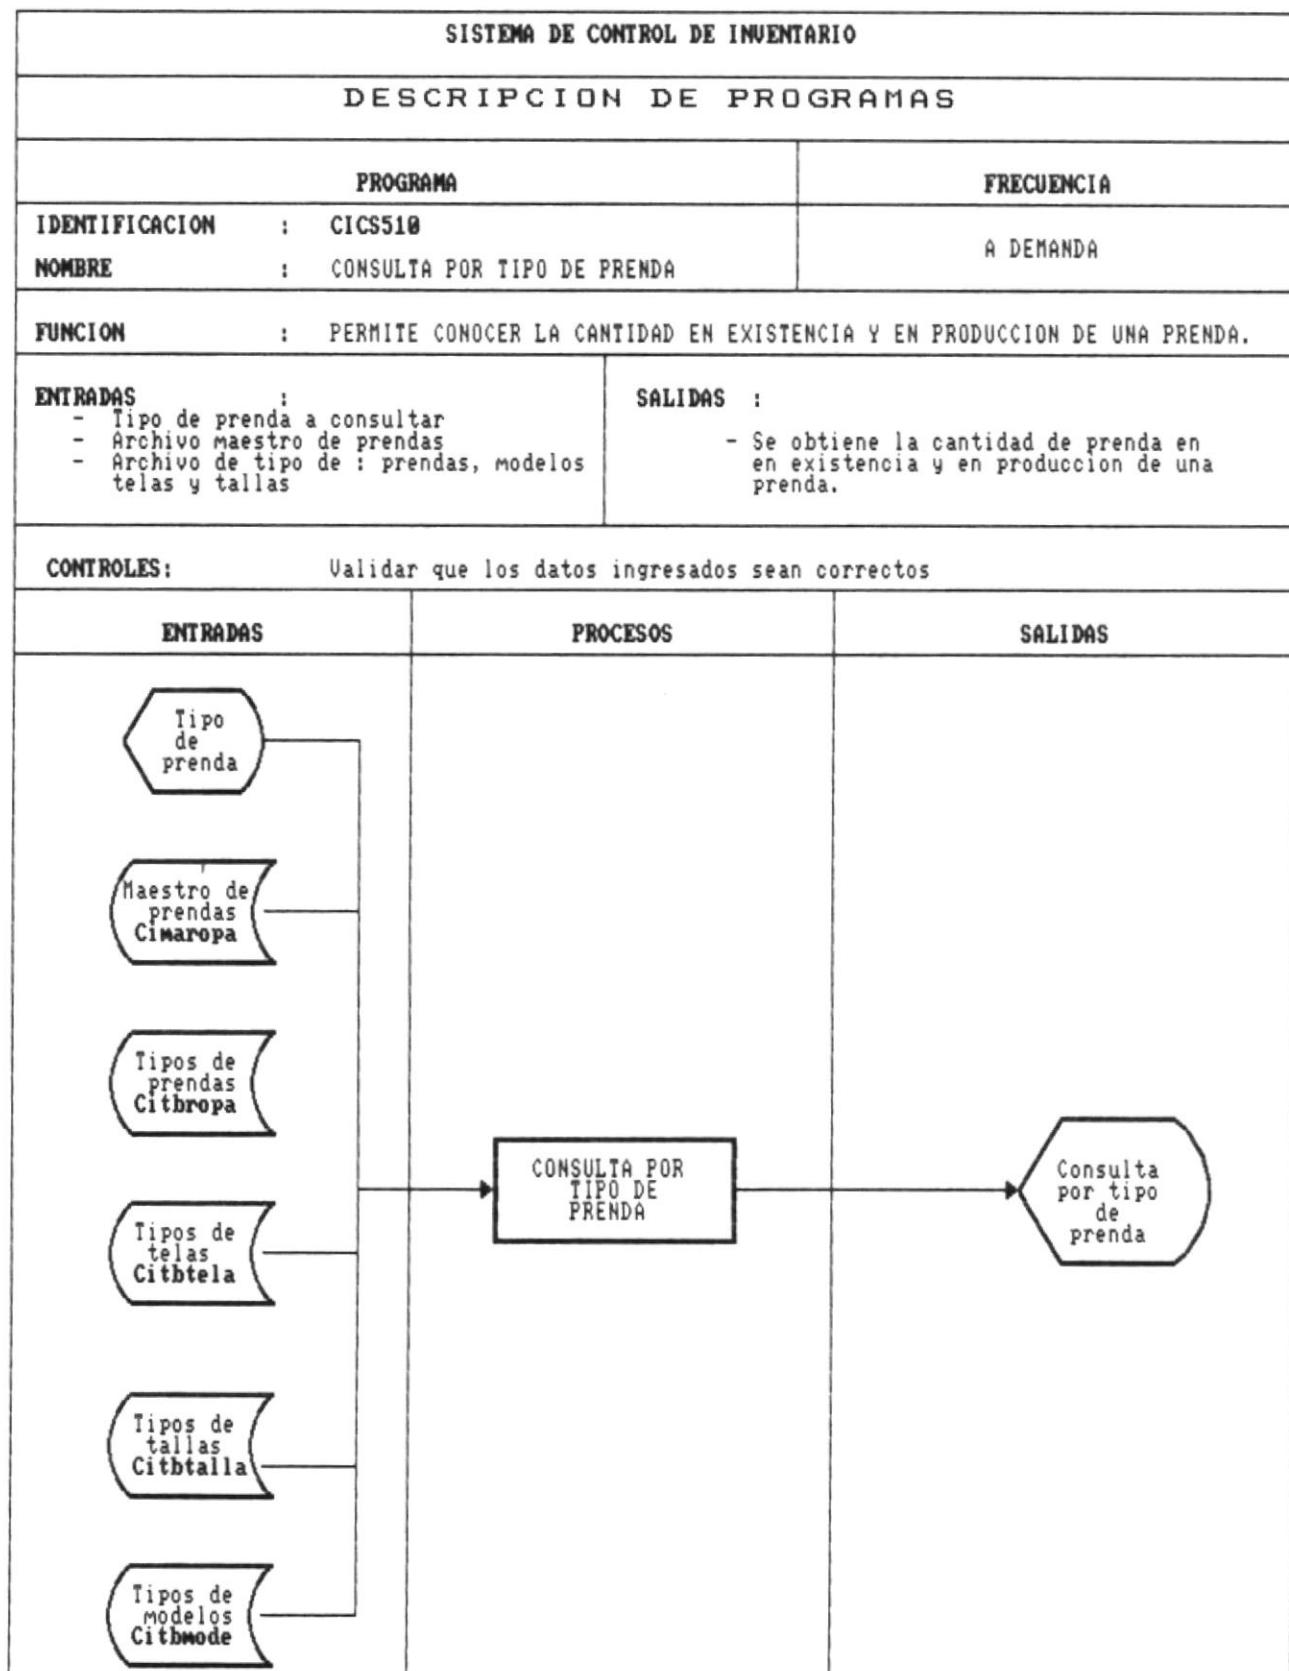 SISTEMA DE CONTROL DE INVENTARIO
DESCRIPCION DE PROGRAMAS
PROGRAMA
FRECUENCIA
IDENTIFICACION : CICS510
NOMBRE : CONSULTA POR TIPO DE PRENDA
A DEMANDA
FUNCION : PERMITE CONOCER LA CANTIDAD EN EXISTENCIA Y EN PRODUCCION DE UNA PRENDA.
ENTRADAS :
- Tipo de prenda a consultar
- Archivo maestro de prendas
- Archivo de tipo de : prendas, modelos
telas y tallas
SALIDAS :
- Se obtiene la cantidad de prenda en
en existencia y en produccion de una
prenda.
CONTROLES: Validar que los datos ingresados sean correctos
ENTRADAS
PROCESOS
SALIDAS
Tipo
de
prenda
Maestro de
prendas
Cimaropa
Tipos de
prendas
Citbropa
Tipos de
telas
Citbtela
Tipos de
tallas
Citbtalla
Tipos de
modelos
Citbmode
CONSULTA POR
TIPO DE
PRENDA
Consulta
por tipo
de
prenda